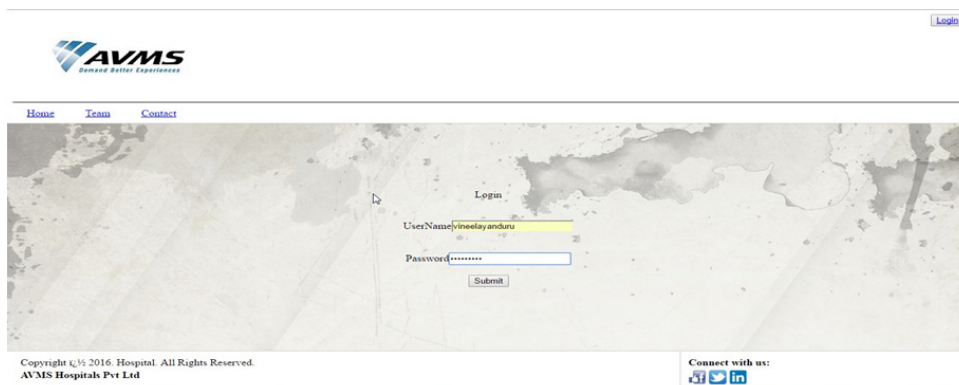 Login
AVMS
Demand Better Experiences
Home Team Contact
Login
UserName vineelayanduru
Password •••••••••
Submit
Copyright ï¿½ 2016. Hospital. All Rights Reserved.
AVMS Hospitals Pvt Ltd
Connect with us:
f in